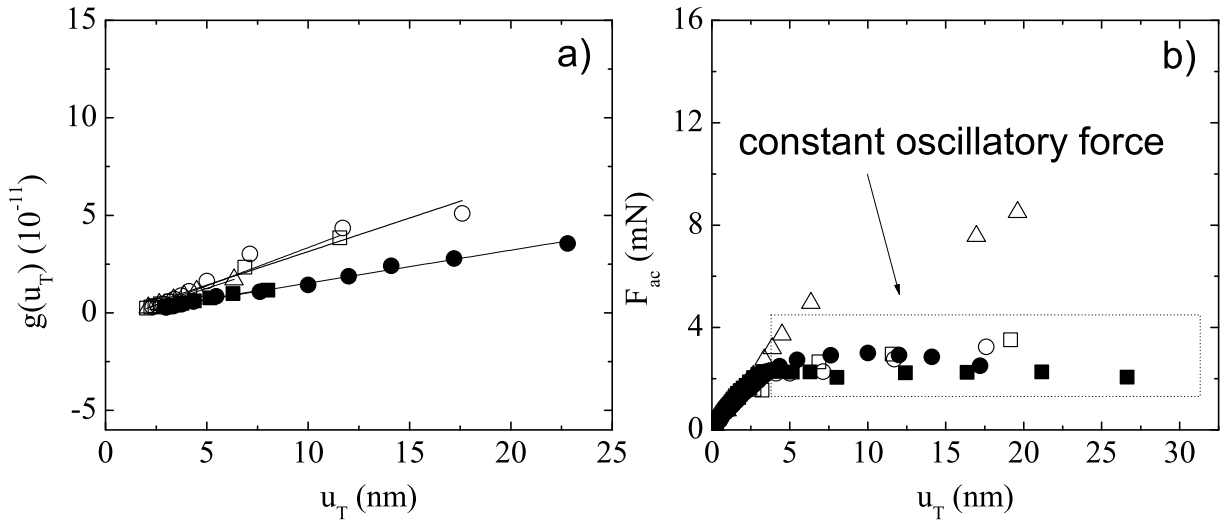 a)
15
10
5
0
-5
g(u_T) (10^-11)
0 5 10 15 20 25
u_T (nm)
b)
constant oscillatory force
16
12
8
4
0
F_ac (mN)
0 5 10 15 20 25 30
u_T (nm)